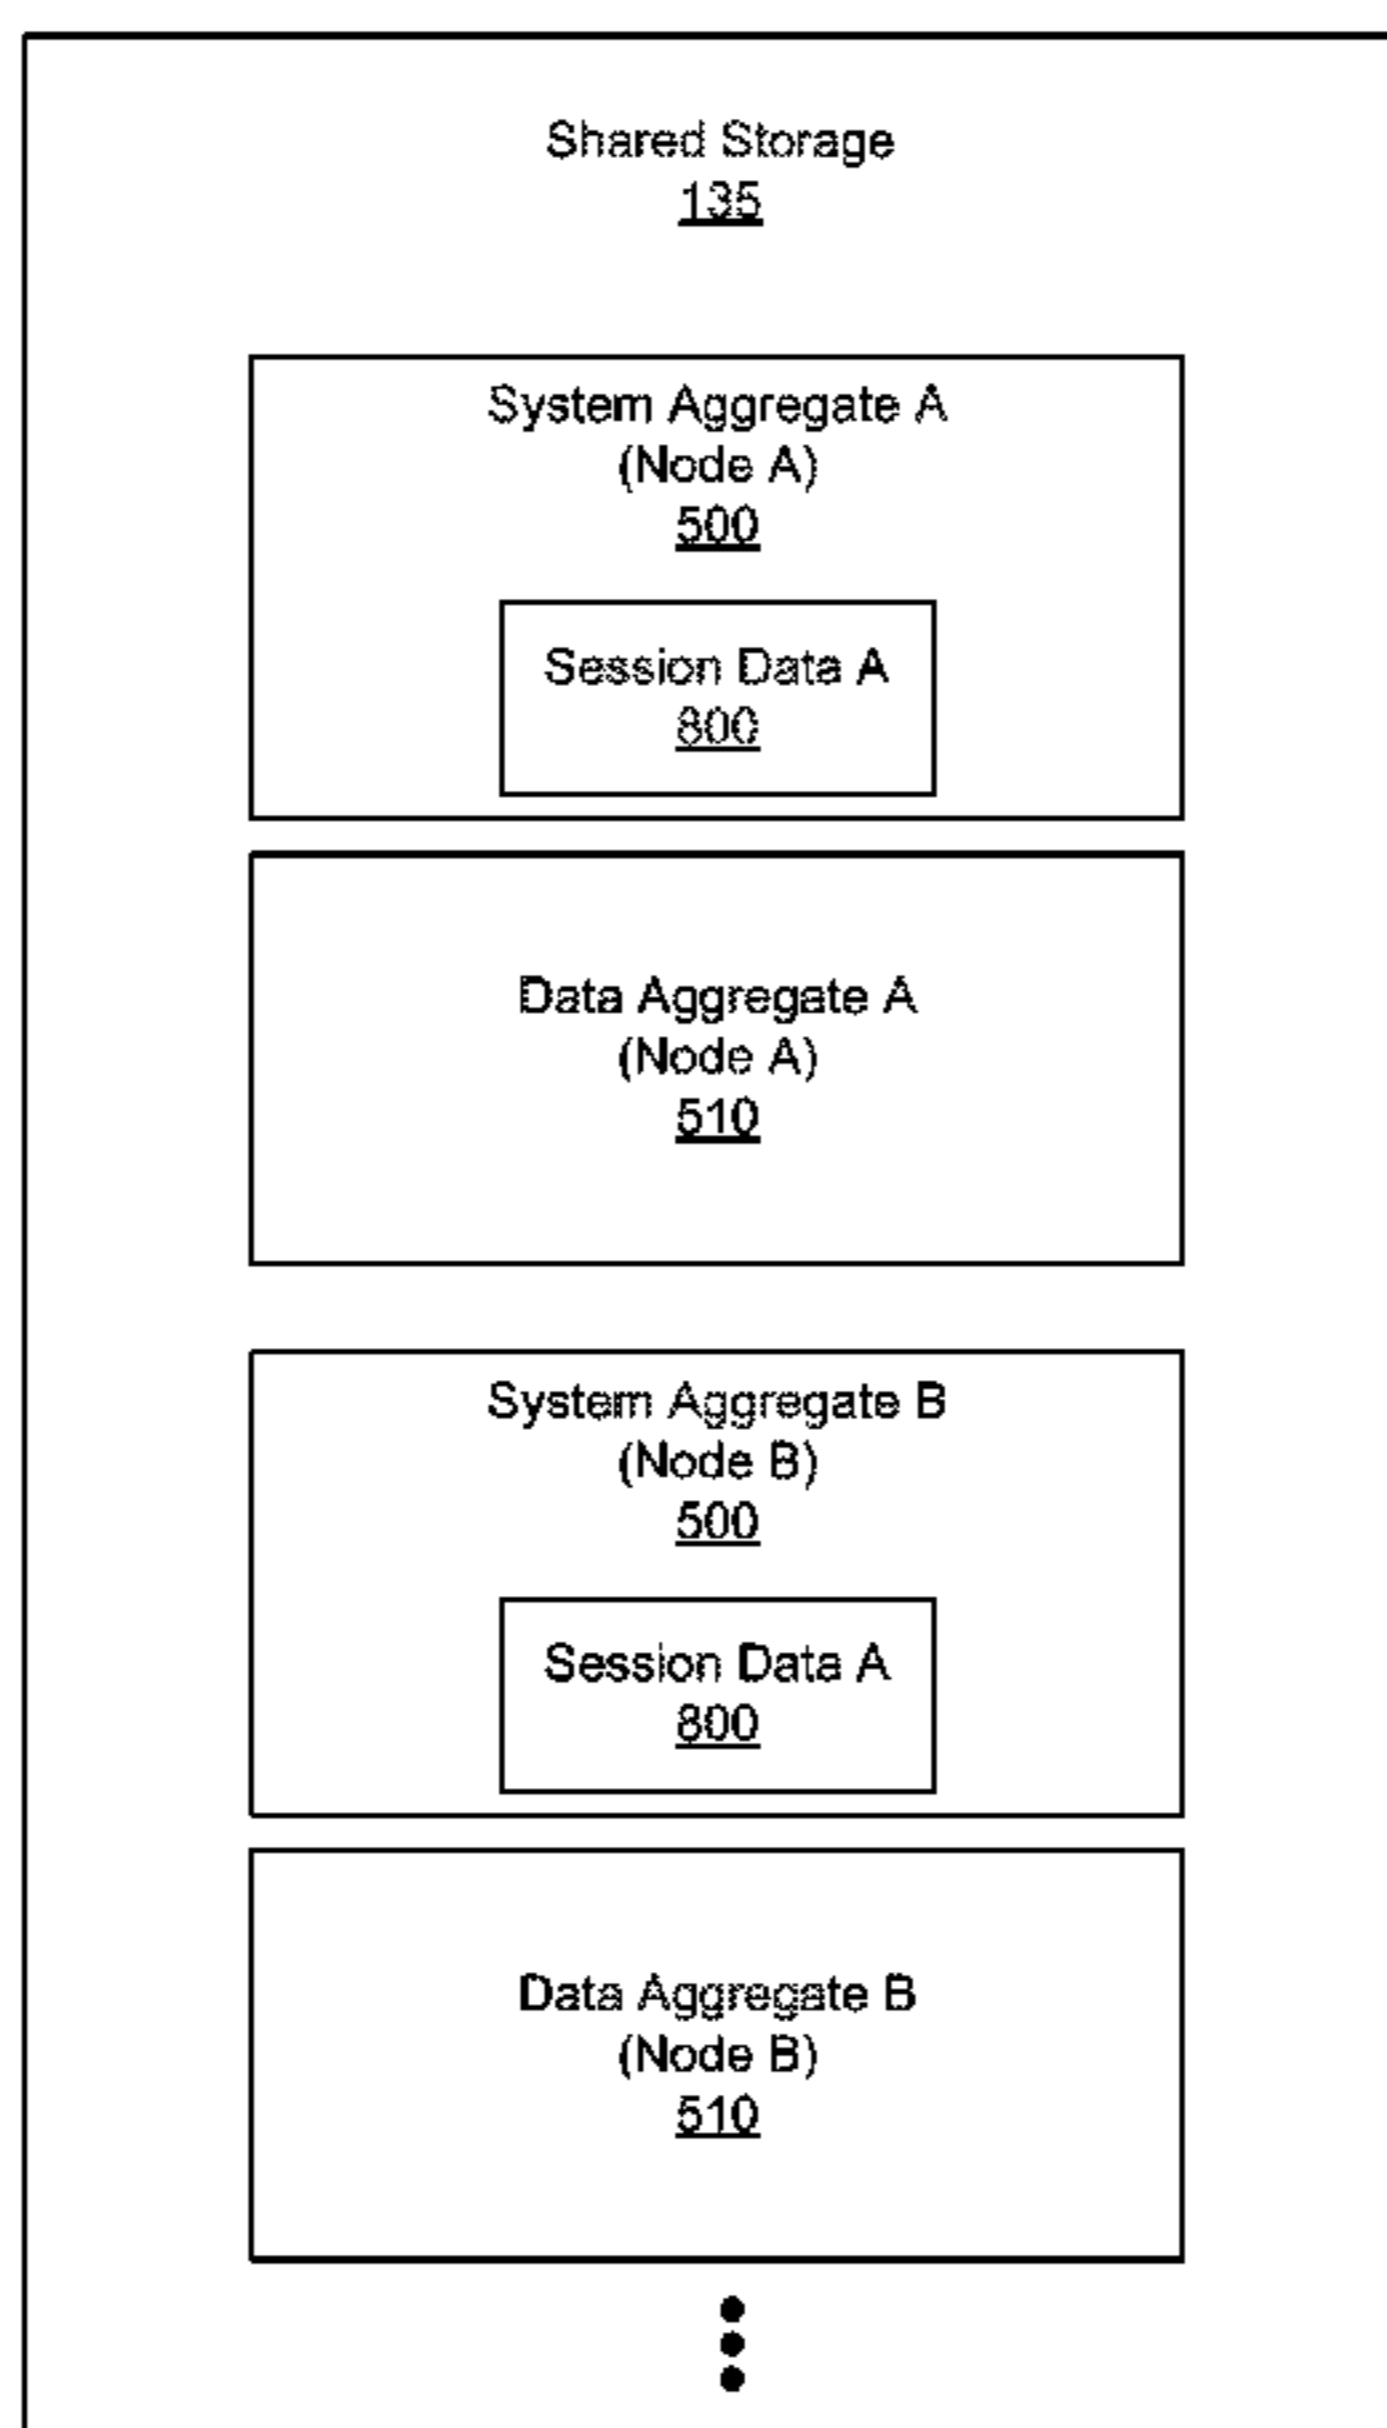 Shared Storage
135
System Aggregate A
(Node A)
500
Session Data A
800
Data Aggregate A
(Node A)
510
System Aggregate B
(Node B)
500
Session Data A
800
Data Aggregate B
(Node B)
510